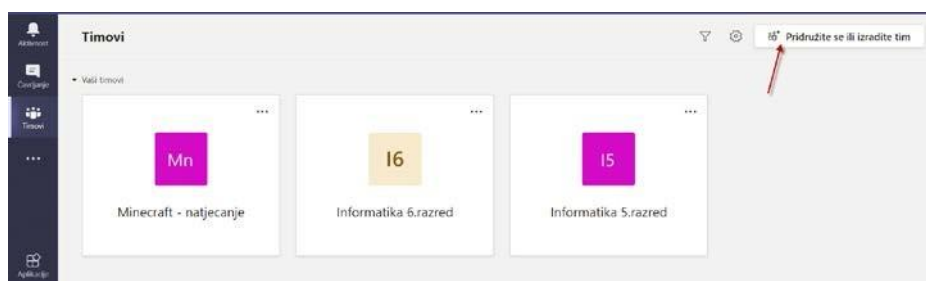 Aktivnost
Timovi
Pridružite se ili izradite tim
Čavrljanje
Vaši timovi
Timovi
Mn
I6
I5
Minecraft - natjecanje
Informatika 6.razred
Informatika 5.razred
Aplikacije